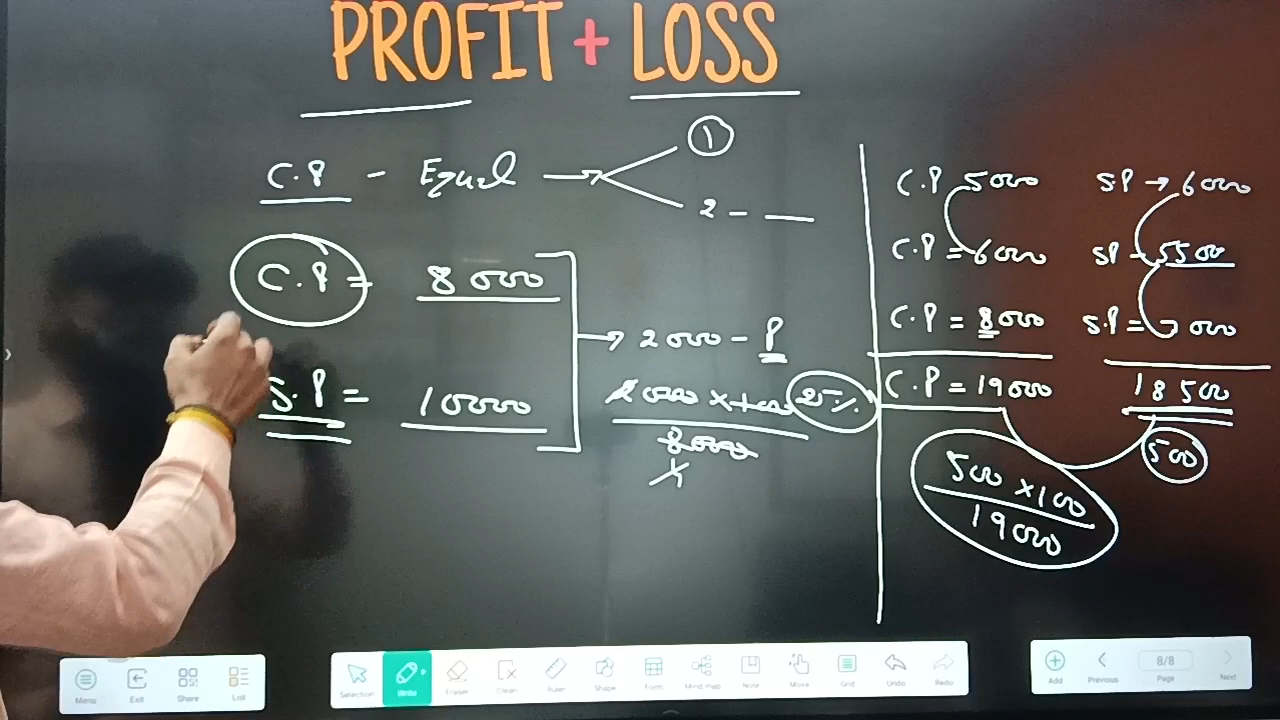 PROFIT + LOSS
C.P - Equal → 1
2 - —
C.P = 8000
S.P = 10000
→ 2000 - P
2000 x 100 25%
8000
C.P 5000 S.P → 6000
C.P = 6000 SP - 5500
C.P = 8000 S.P = 7000
C.P = 19000 18500
500
500 x 100
19000
Menu Exit Share List
Selection Write Eraser Clean Ruler Shape Form Mind map Note Move Grid Undo Redo
Add Previous 8/8 Page Next